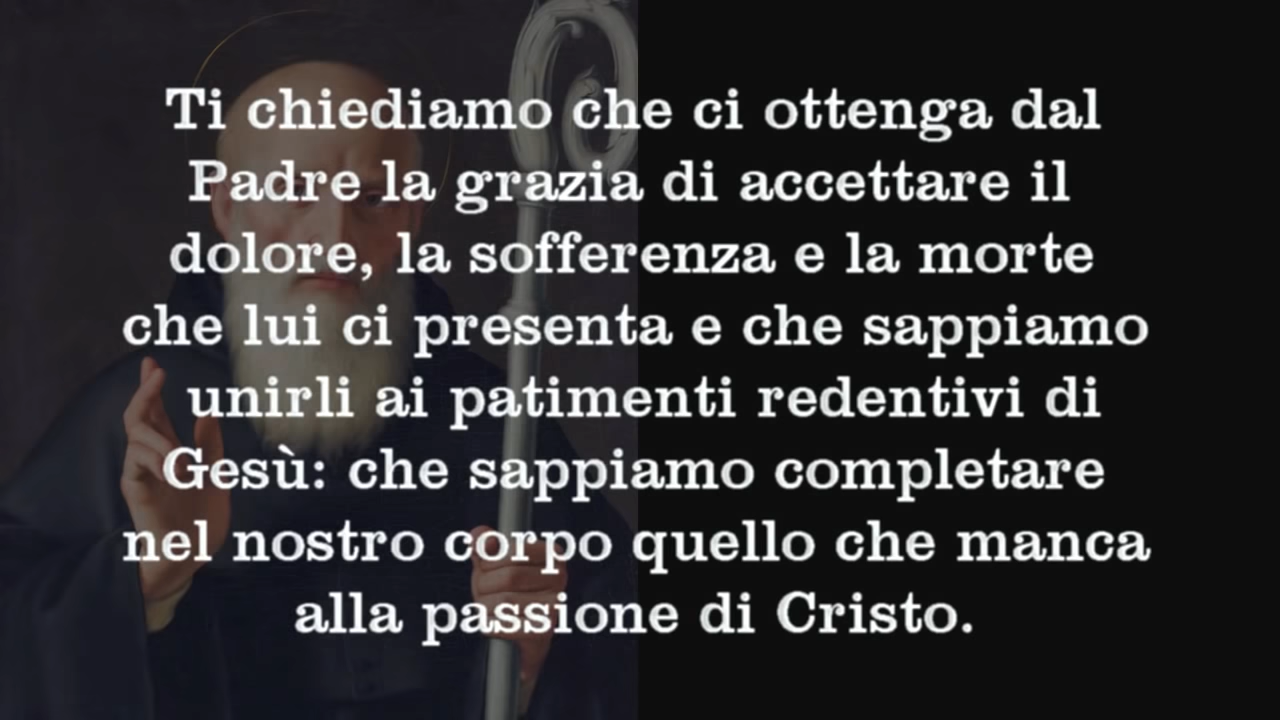 Ti chiediamo che ci ottenga dal
Padre la grazia di accettare il
dolore, la sofferenza e la morte
che lui ci presenta e che sappiamo
unirli ai patimenti redentivi di
Gesù: che sappiamo completare
nel nostro corpo quello che manca
alla passione di Cristo.